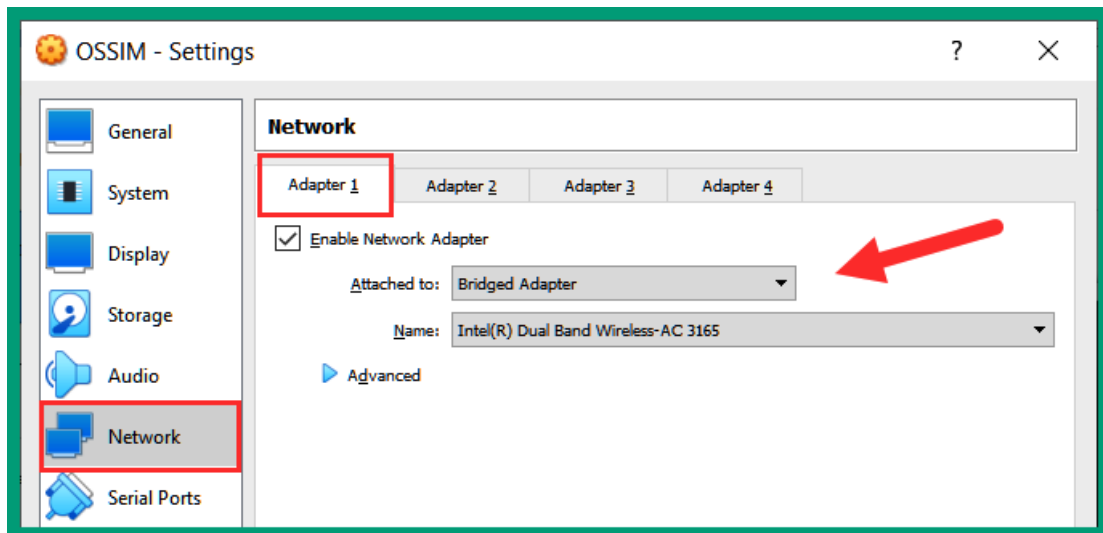 OSSIM - Settings ?
General
System
Display
Storage
Audio
Network
Serial Ports
Network
Adapter 1 Adapter 2 Adapter 3 Adapter 4
Enable Network Adapter
Attached to: Bridged Adapter
Name: Intel(R) Dual Band Wireless-AC 3165
Advanced